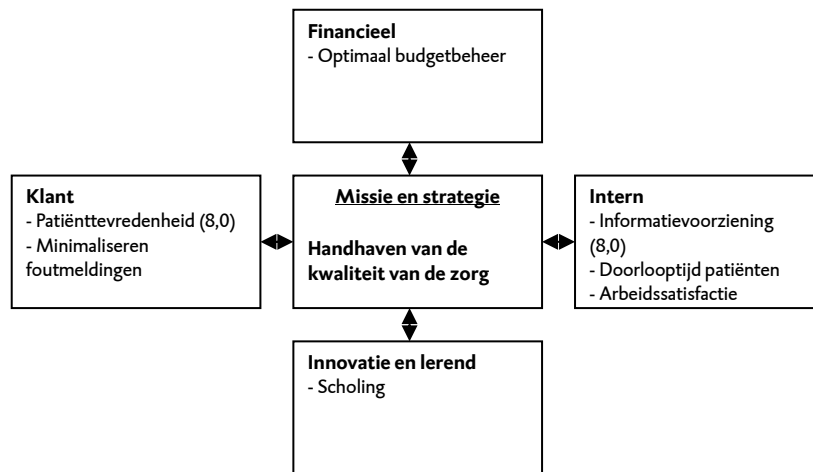 Financieel
- Optimaal budgetbeheer
Klant
- Patiënttevredenheid (8,0)
- Minimaliseren
foutmeldingen
Missie en strategie
Handhaven van de
kwaliteit van de zorg
Intern
- Informatievoorziening
(8,0)
- Doorlooptijd patiënten
- Arbeidssatisfactie
Innovatie en lerend
- Scholing